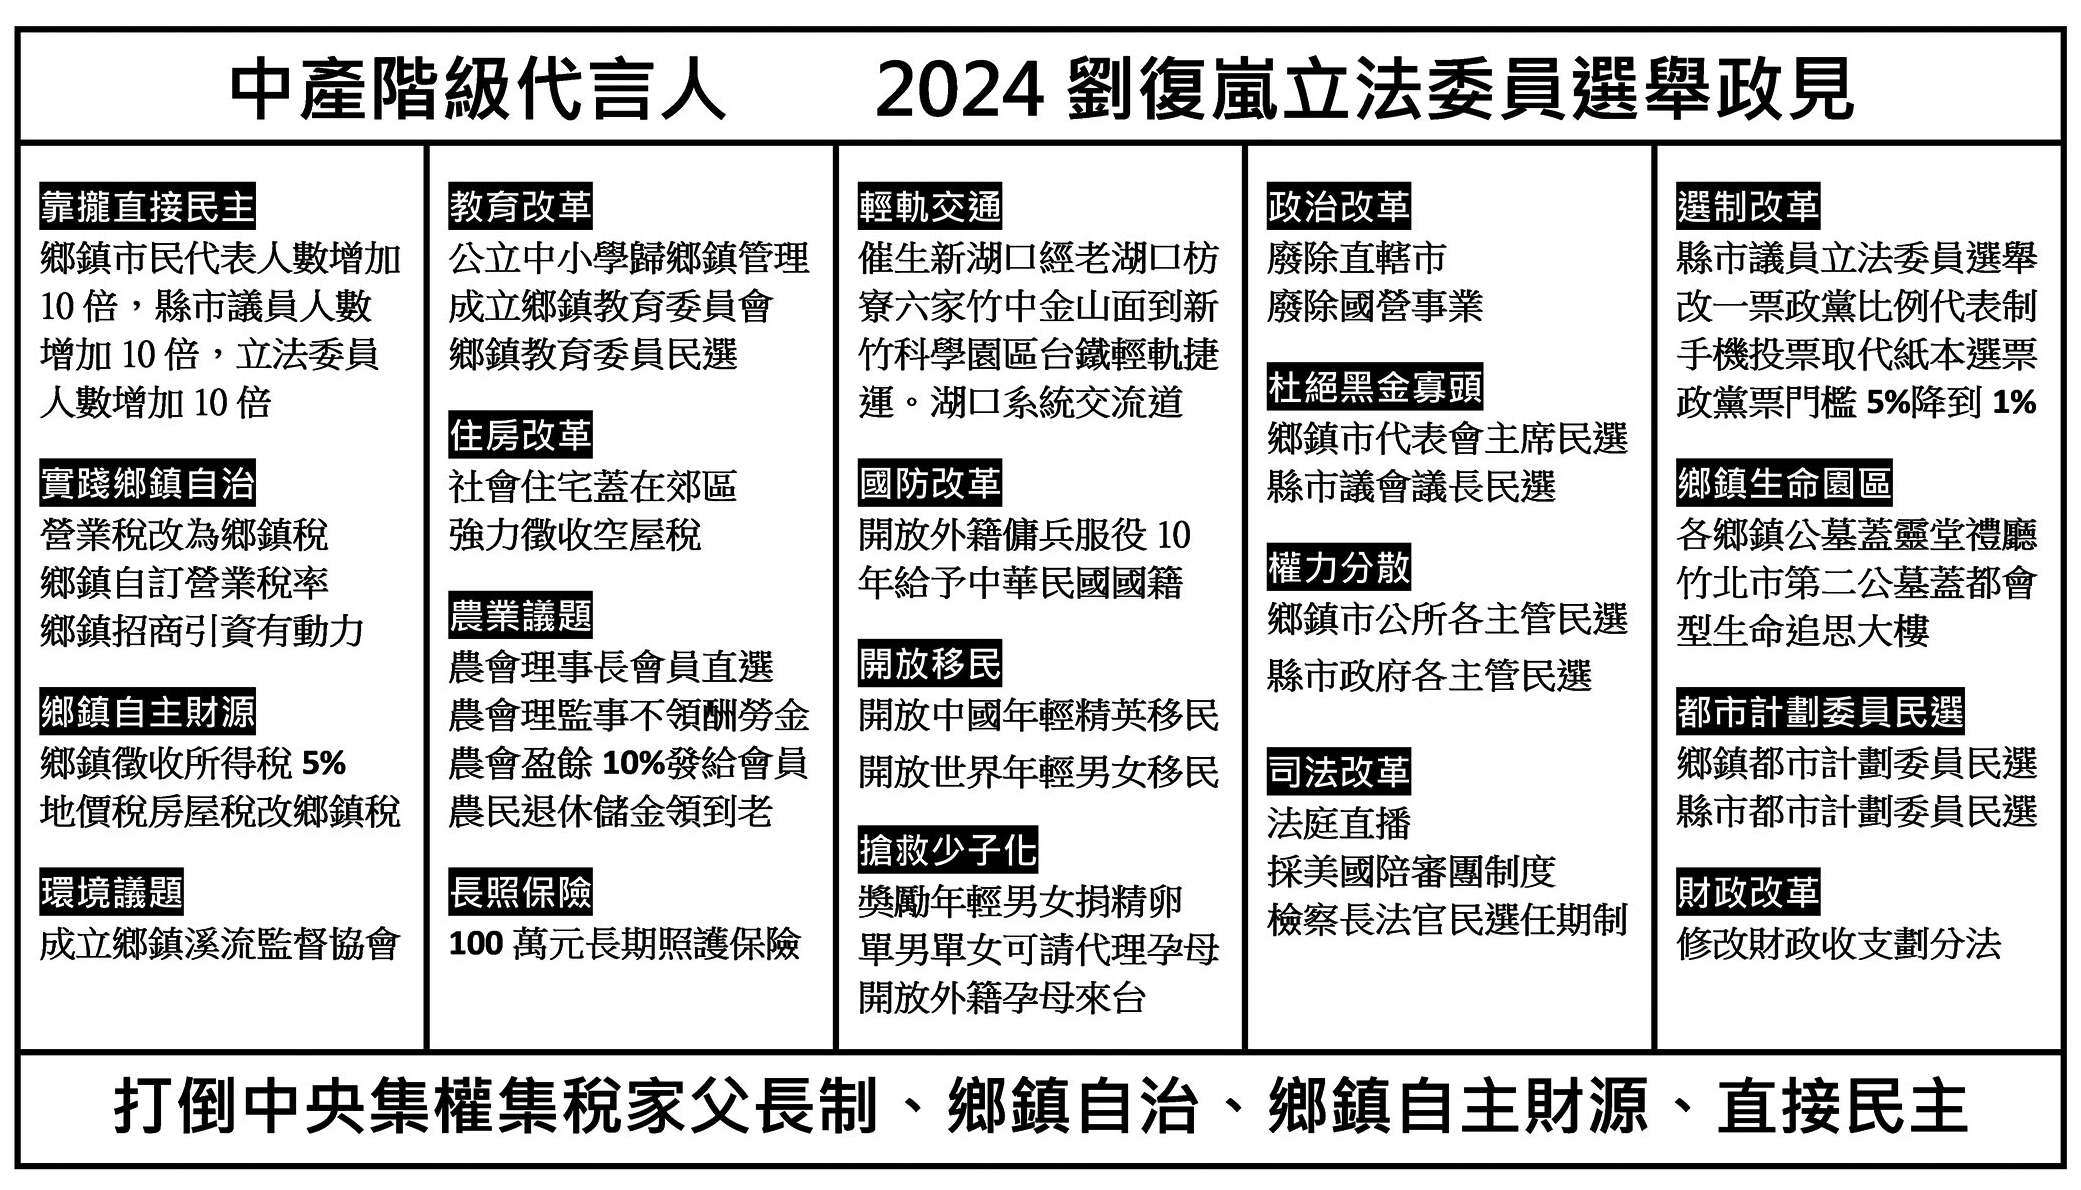 中產階級代言人　　2024 劉復嵐立法委員選舉政見
靠攏直接民主
鄉鎮市民代表人數增加
10 倍，縣市議員人數
增加 10 倍，立法委員
人數增加 10 倍
實踐鄉鎮自治
營業稅改為鄉鎮稅
鄉鎮自訂營業稅率
鄉鎮招商引資有動力
鄉鎮自主財源
鄉鎮徵收所得稅 5%
地價稅房屋稅改鄉鎮稅
環境議題
成立鄉鎮溪流監督協會
教育改革
公立中小學歸鄉鎮管理
成立鄉鎮教育委員會
鄉鎮教育委員民選
住房改革
社會住宅蓋在郊區
強力徵收空屋稅
農業議題
農會理事長會員直選
農會理監事不領酬勞金
農會盈餘 10%發給會員
農民退休儲金領到老
長照保險
100 萬元長期照護保險
輕軌交通
催生新湖口經老湖口枋
寮六家竹中金山面到新
竹科學園區台鐵輕軌捷
運。湖口系統交流道
國防改革
開放外籍傭兵服役 10
年給予中華民國國籍
開放移民
開放中國年輕精英移民
開放世界年輕男女移民
搶救少子化
獎勵年輕男女捐精卵
單男單女可請代理孕母
開放外籍孕母來台
政治改革
廢除直轄市
廢除國營事業
杜絕黑金寡頭
鄉鎮市代表會主席民選
縣市議會議長民選
權力分散
鄉鎮市公所各主管民選
縣市政府各主管民選
司法改革
法庭直播
採美國陪審團制度
檢察長法官民選任期制
選制改革
縣市議員立法委員選舉
改一票政黨比例代表制
手機投票取代紙本選票
政黨票門檻 5%降到 1%
鄉鎮生命園區
各鄉鎮公墓蓋靈堂禮廳
竹北市第二公墓蓋都會
型生命追思大樓
都市計劃委員民選
鄉鎮都市計劃委員民選
縣市都市計劃委員民選
財政改革
修改財政收支劃分法
打倒中央集權集稅家父長制、鄉鎮自治、鄉鎮自主財源、直接民主